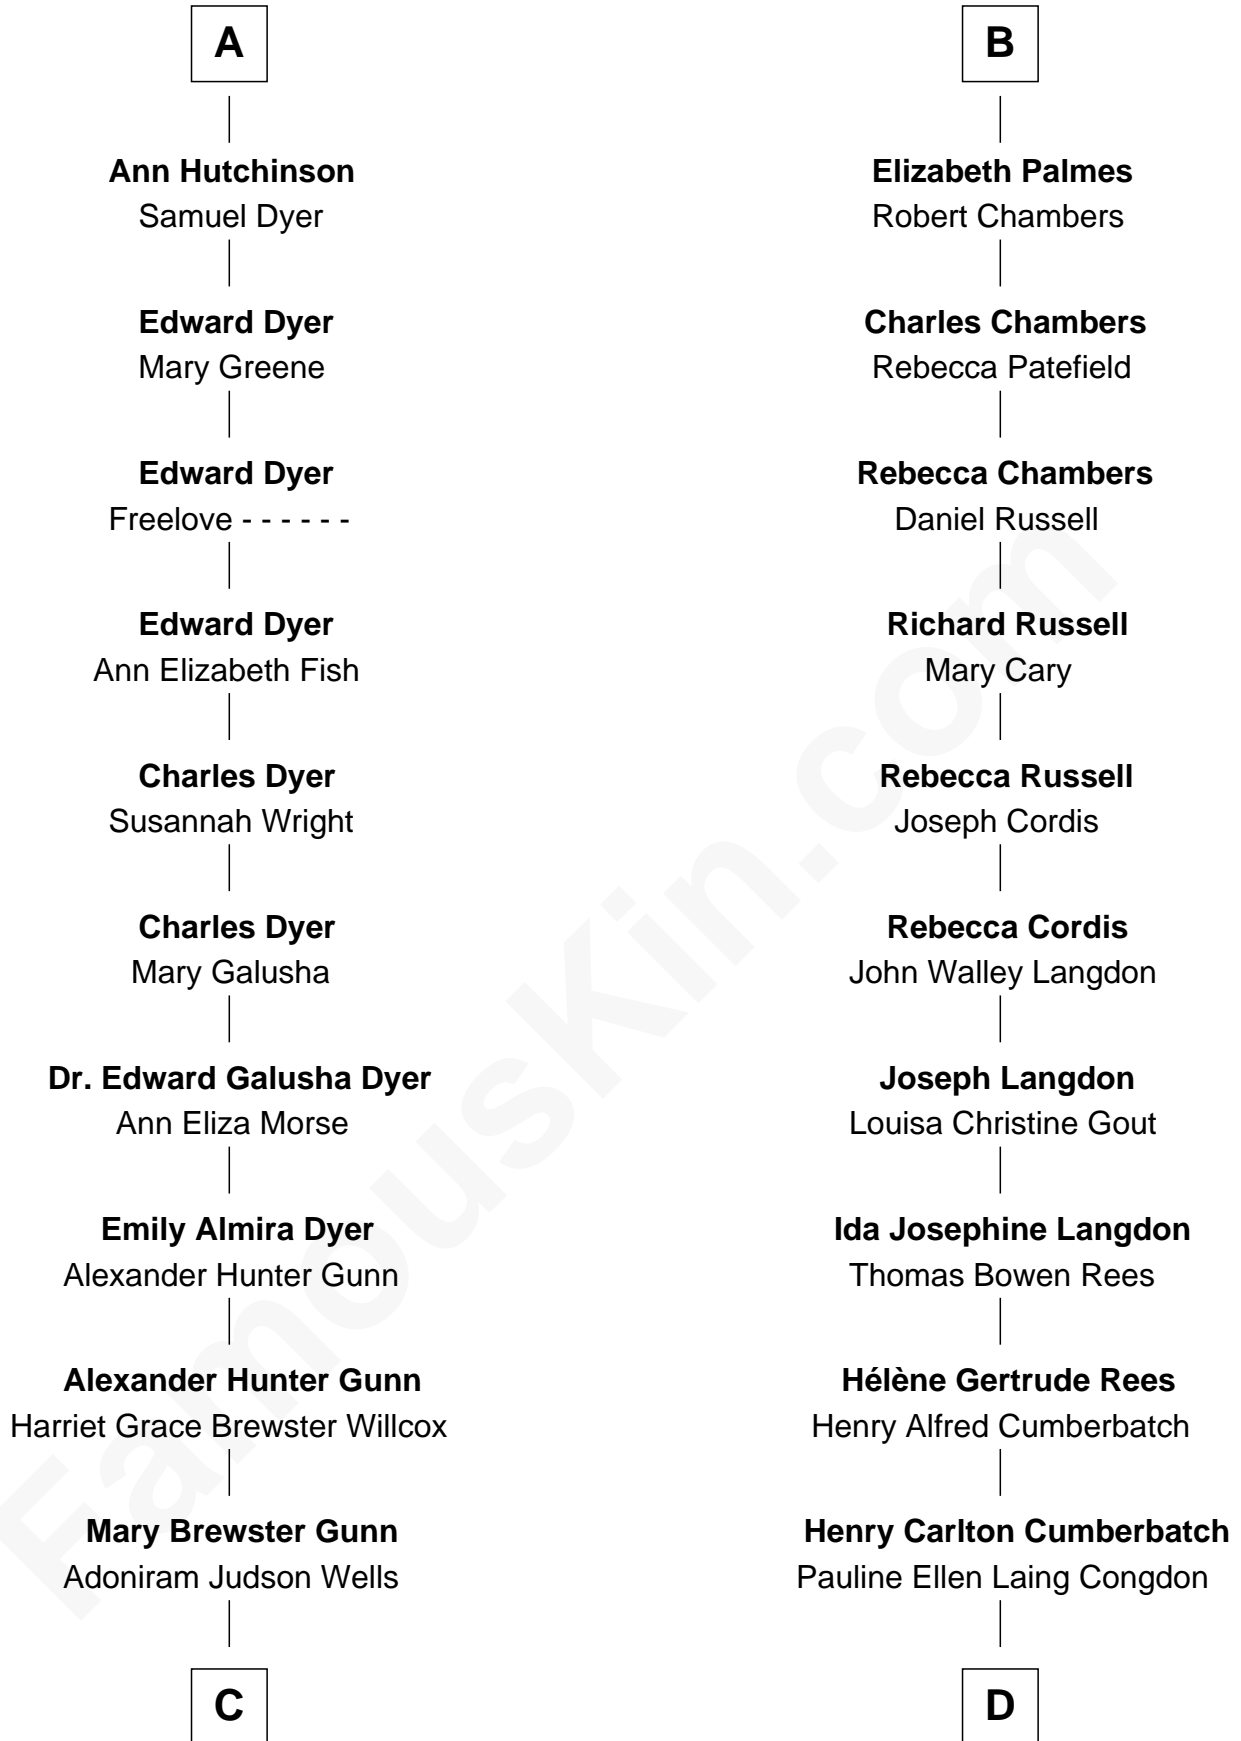 A
Ann Hutchinson
Samuel Dyer
Edward Dyer
Mary Greene
Edward Dyer
Freelove - - - - - -
Edward Dyer
Ann Elizabeth Fish
Charles Dyer
Susannah Wright
Charles Dyer
Mary Galusha
Dr. Edward Galusha Dyer
Ann Eliza Morse
Emily Almira Dyer
Alexander Hunter Gunn
Alexander Hunter Gunn
Harriet Grace Brewster Willcox
Mary Brewster Gunn
Adoniram Judson Wells
C
B
Elizabeth Palmes
Robert Chambers
Charles Chambers
Rebecca Patefield
Rebecca Chambers
Daniel Russell
Richard Russell
Mary Cary
Rebecca Russell
Joseph Cordis
Rebecca Cordis
John Walley Langdon
Joseph Langdon
Louisa Christine Gout
Ida Josephine Langdon
Thomas Bowen Rees
Hélène Gertrude Rees
Henry Alfred Cumberbatch
Henry Carlton Cumberbatch
Pauline Ellen Laing Congdon
D
FamousKin.com